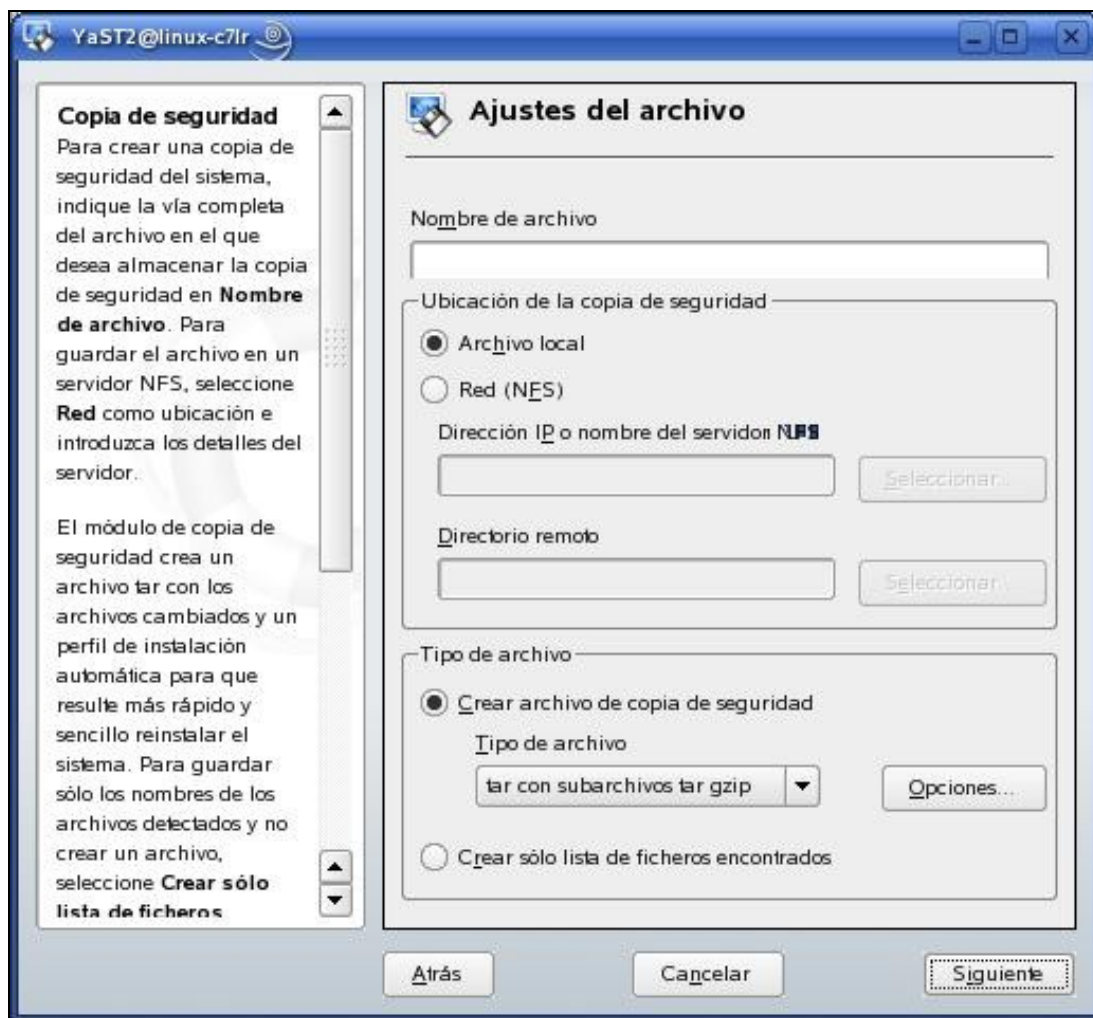 YaST2@linux-c7lr
Copia de seguridad
Para crear una copia de
seguridad del sistema,
indique la vía completa
del archivo en el que
desea almacenar la copia
de seguridad en Nombre
de archivo. Para
guardar el archivo en un
servidor NFS, seleccione
Red como ubicación e
introduzca los detalles del
servidor.
El módulo de copia de
seguridad crea un
archivo tar con los
archivos cambiados y un
perfil de instalación
automática para que
resulte más rápido y
sencillo reinstalar el
sistema. Para guardar
sólo los nombres de los
archivos detectados y no
crear un archivo,
seleccione Crear sólo
lista de ficheros
Ajustes del archivo
Nombre de archivo
Ubicación de la copia de seguridad
Archivo local
Red (NFS)
Dirección IP o nombre del servidor
Seleccionar...
Directorio remoto
Seleccionar...
Tipo de archivo
Crear archivo de copia de seguridad
Tipo de archivo
tar con subarchivos tar gzip
Opciones...
Crear sólo lista de ficheros encontrados
Atrás
Cancelar
Siguiente